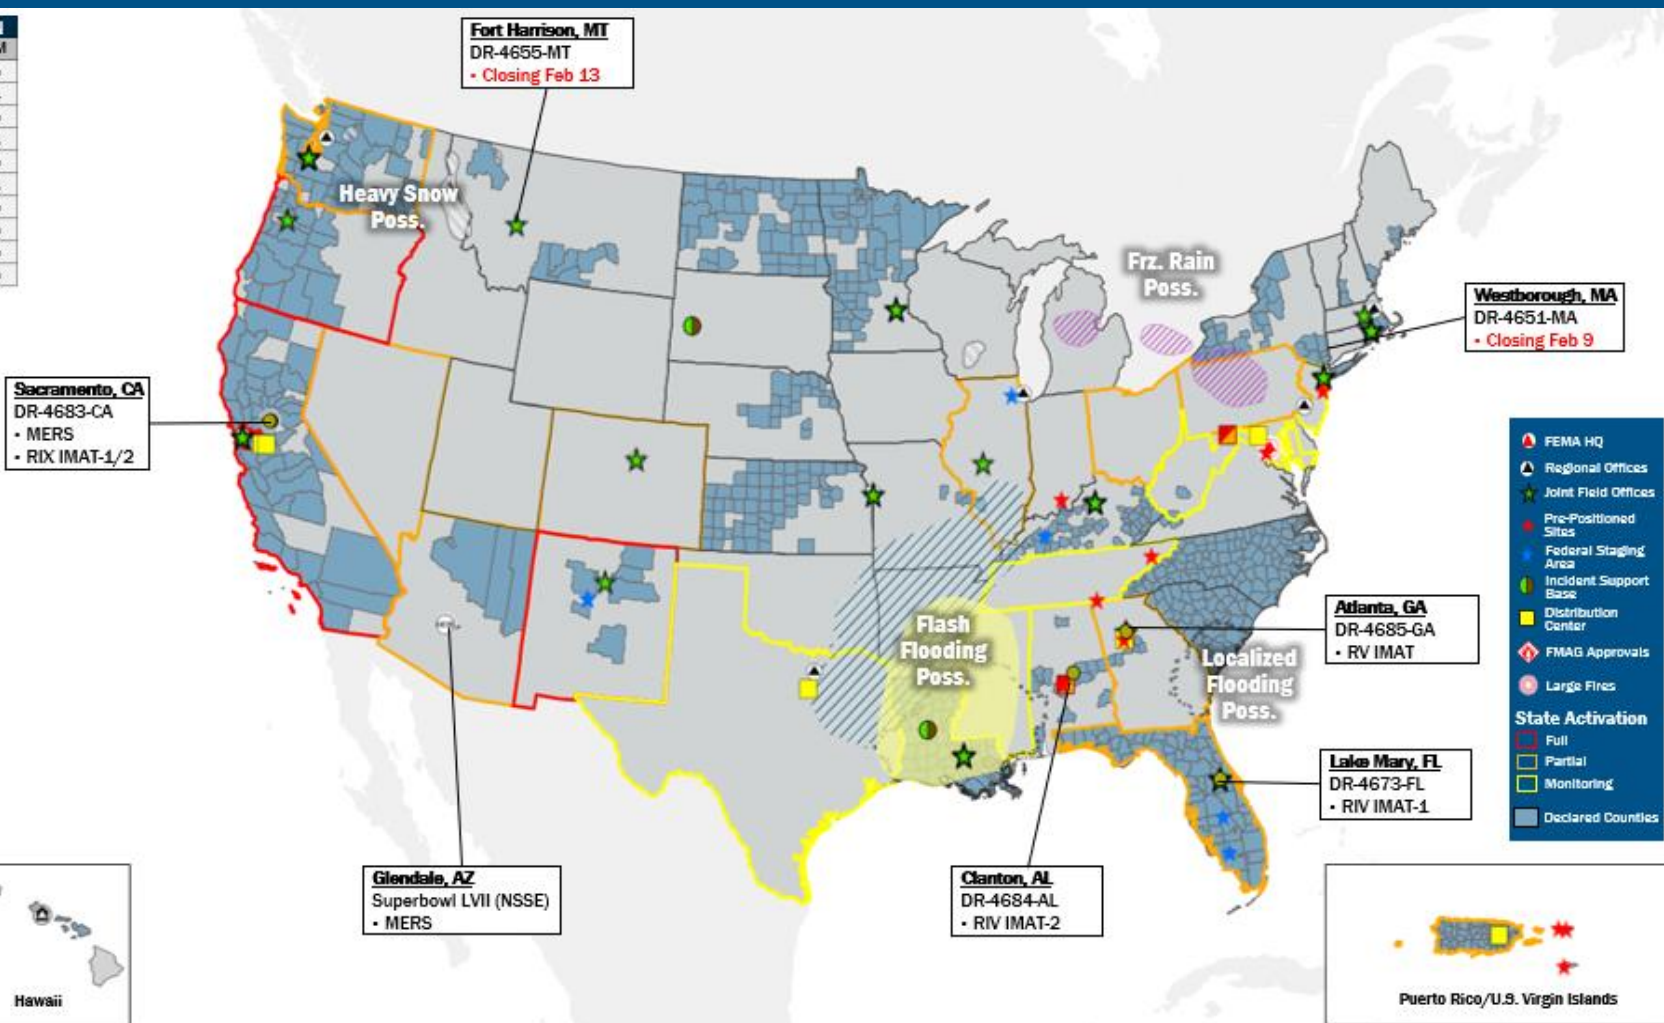 Fort Harrison, MT
DR-4655-MT
• Closing Feb 13
Heavy Snow
Poss.
Frz. Rain
Poss.
Westborough, MA
DR-4651-MA
• Closing Feb 9
Sacramento, CA
DR-4683-CA
• MERS
• RIX IMAT-1/2
FEMA HQ
Regional Offices
Joint Field Offices
Pre-Positioned
Sites
Federal Staging
Area
Incident Support
Base
Distribution
Center
FMAG Approvals
Large Fires
State Activation
Full
Partial
Monitoring
Declared Counties
Flash
Flooding
Poss.
Localized
Flooding
Poss.
Atlanta, GA
DR-4685-GA
• RV IMAT
Lake Mary, FL
DR-4673-FL
• RIV IMAT-1
Glendale, AZ
Superbowl LVII (NSSE)
• MERS
Clanton, AL
DR-4684-AL
• RIV IMAT-2
Hawaii
Puerto Rico/U.S. Virgin Islands